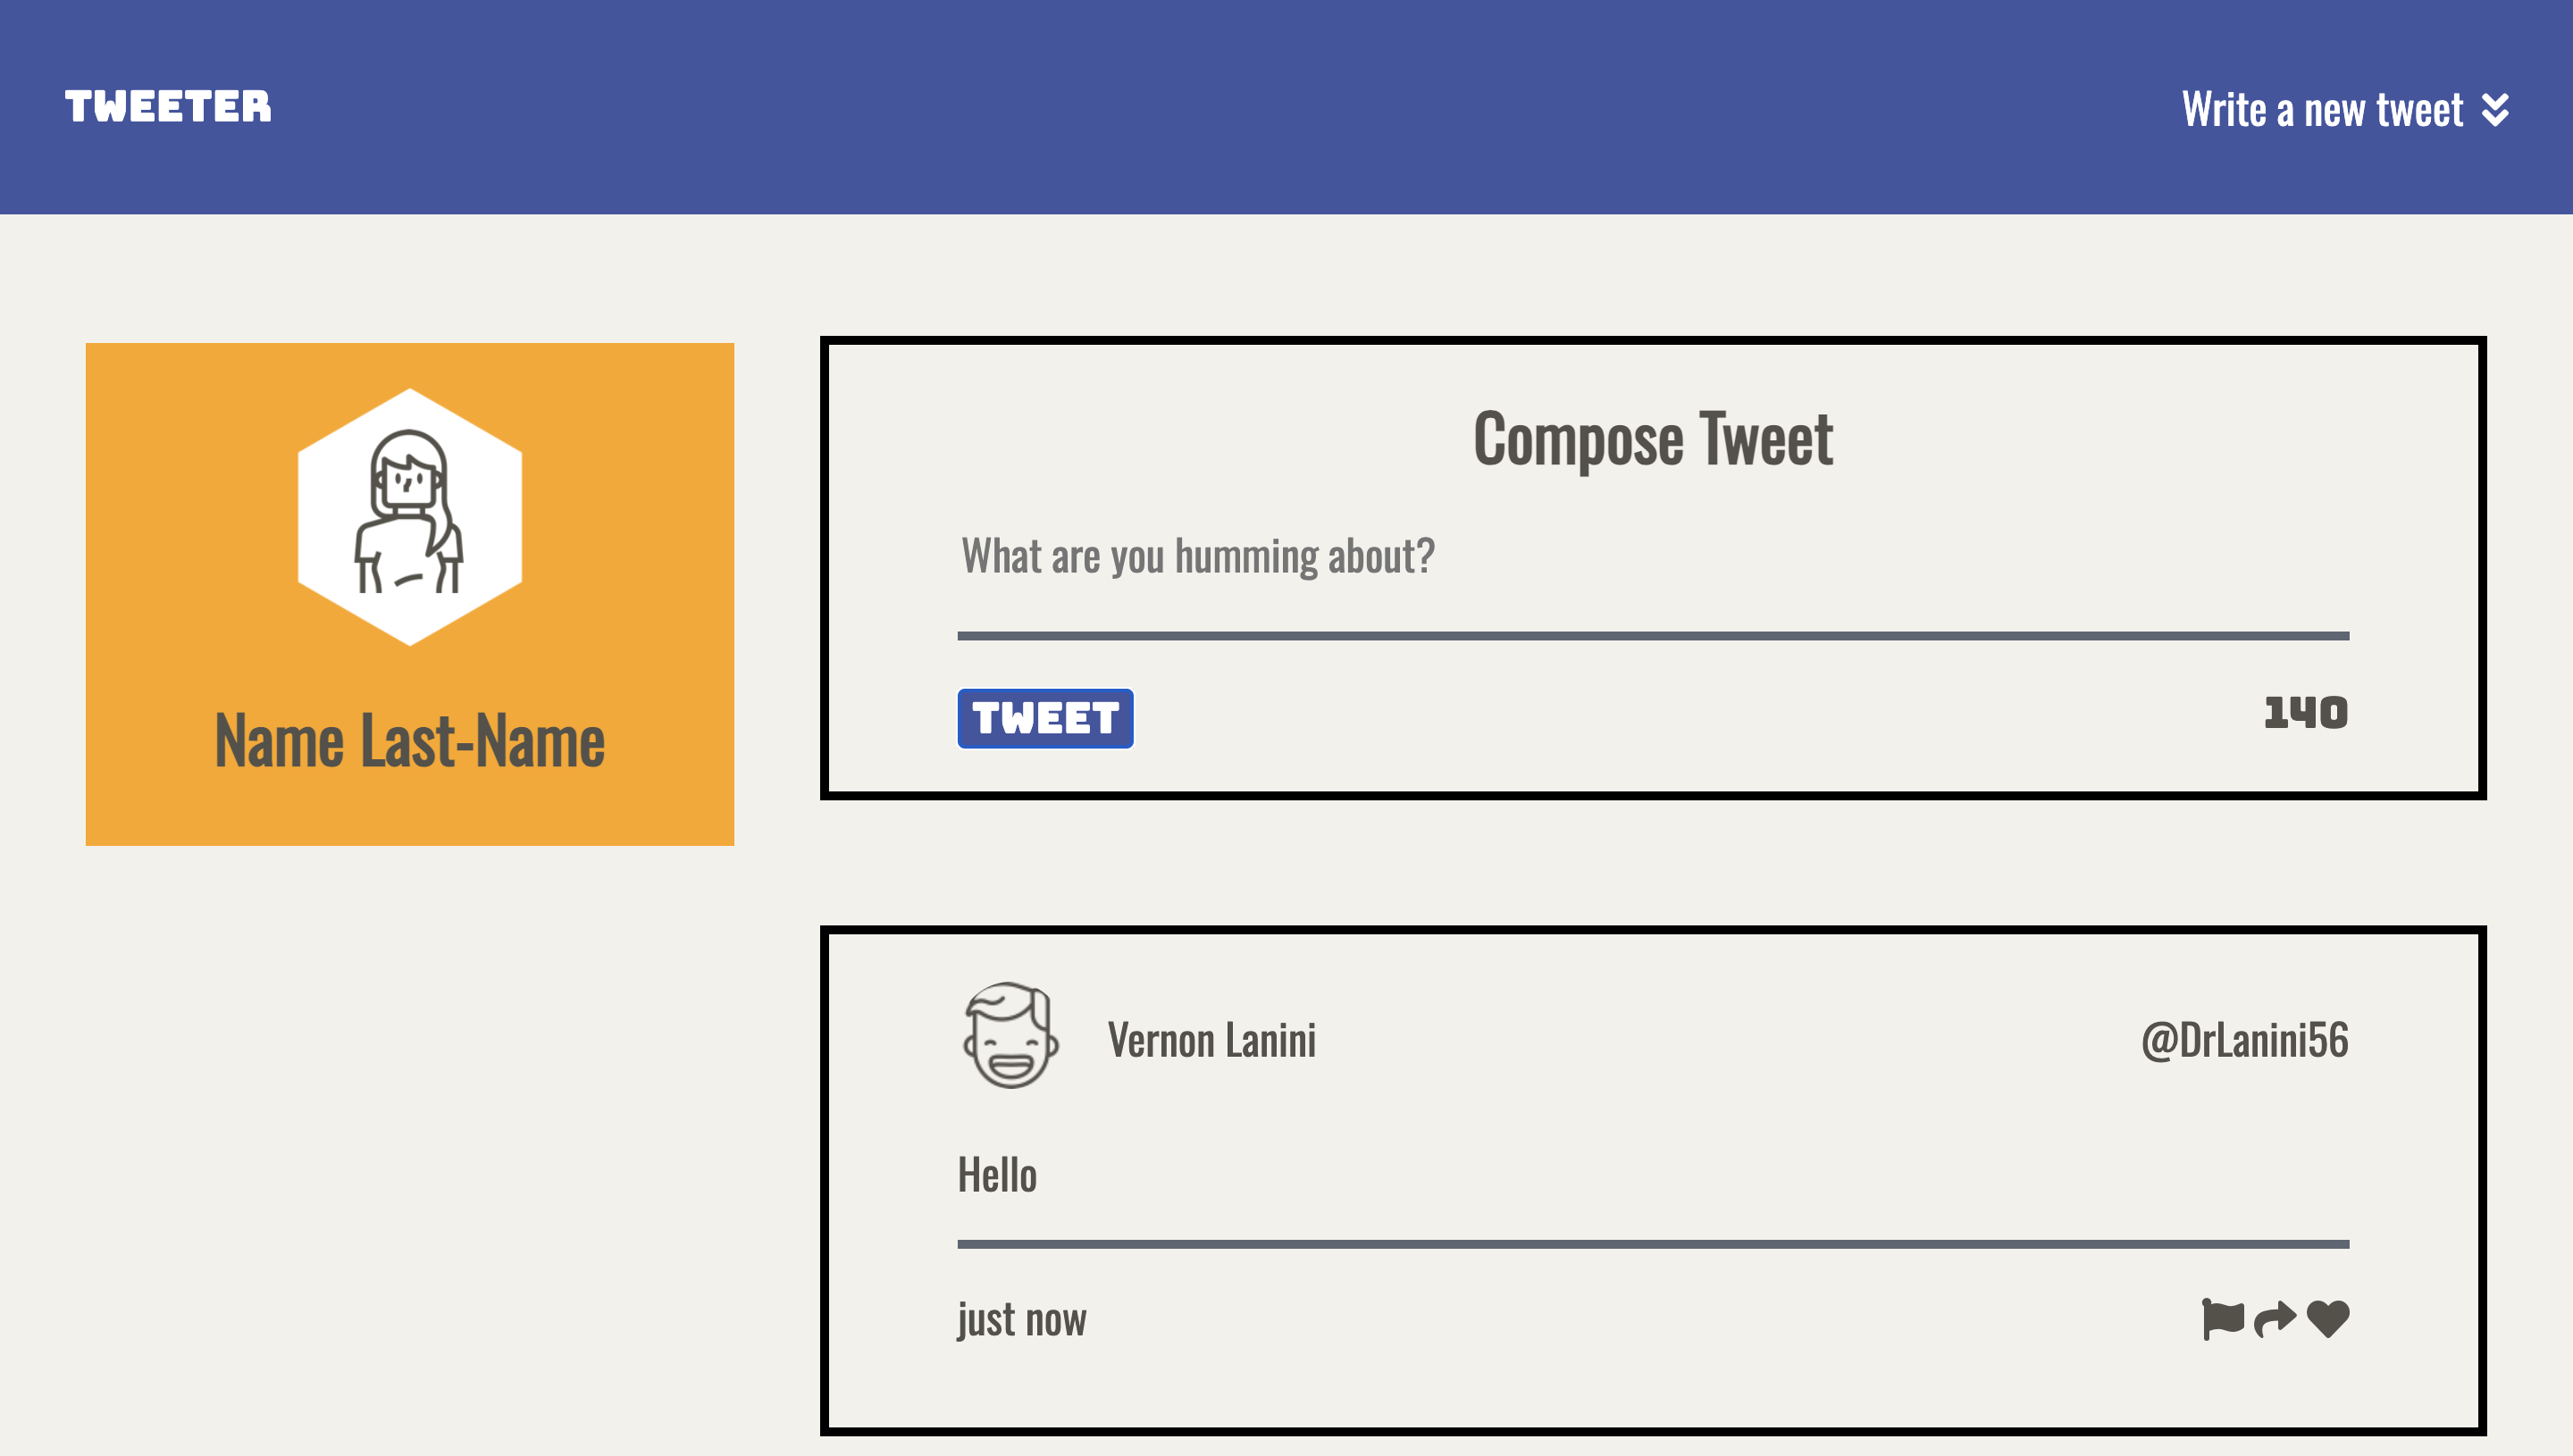 TWEETER
Write a new tweet
Name Last-Name
Compose Tweet
What are you humming about?
TWEET
140
Vernon Lanini
@DrLanini56
Hello
just now